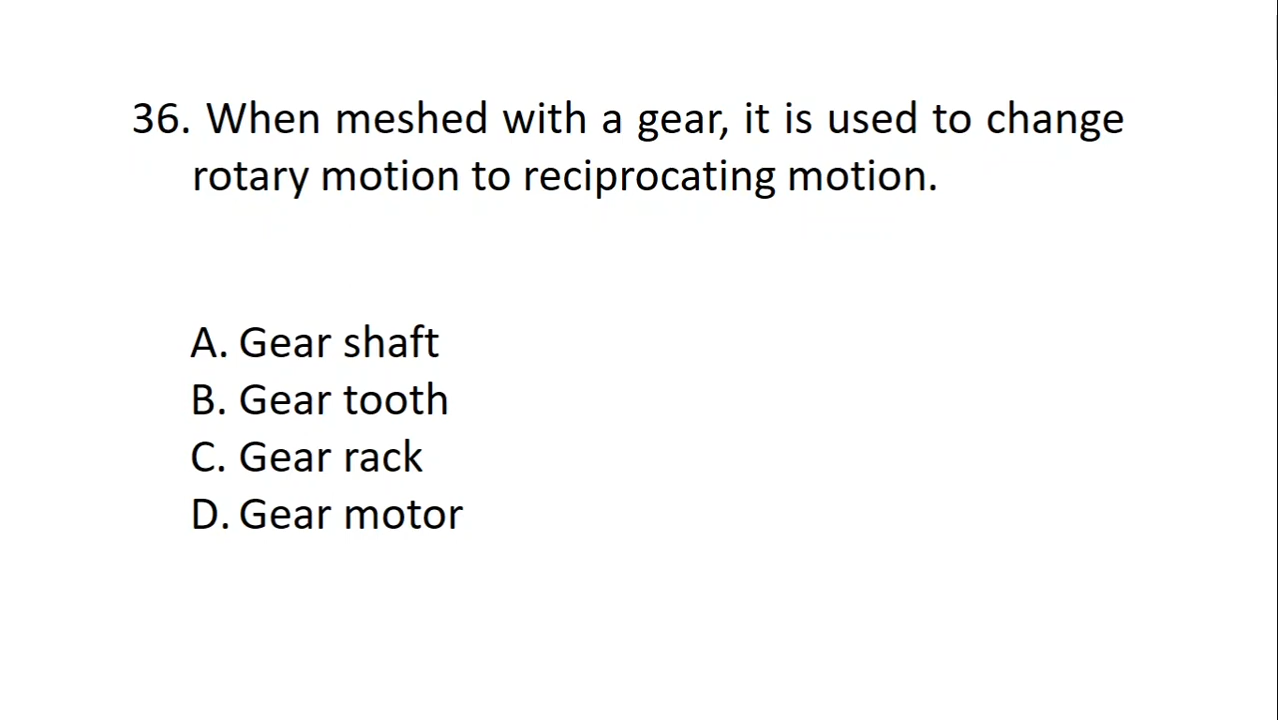 36. When meshed with a gear, it is used to change
rotary motion to reciprocating motion.
A. Gear shaft
B. Gear tooth
C. Gear rack
D. Gear motor